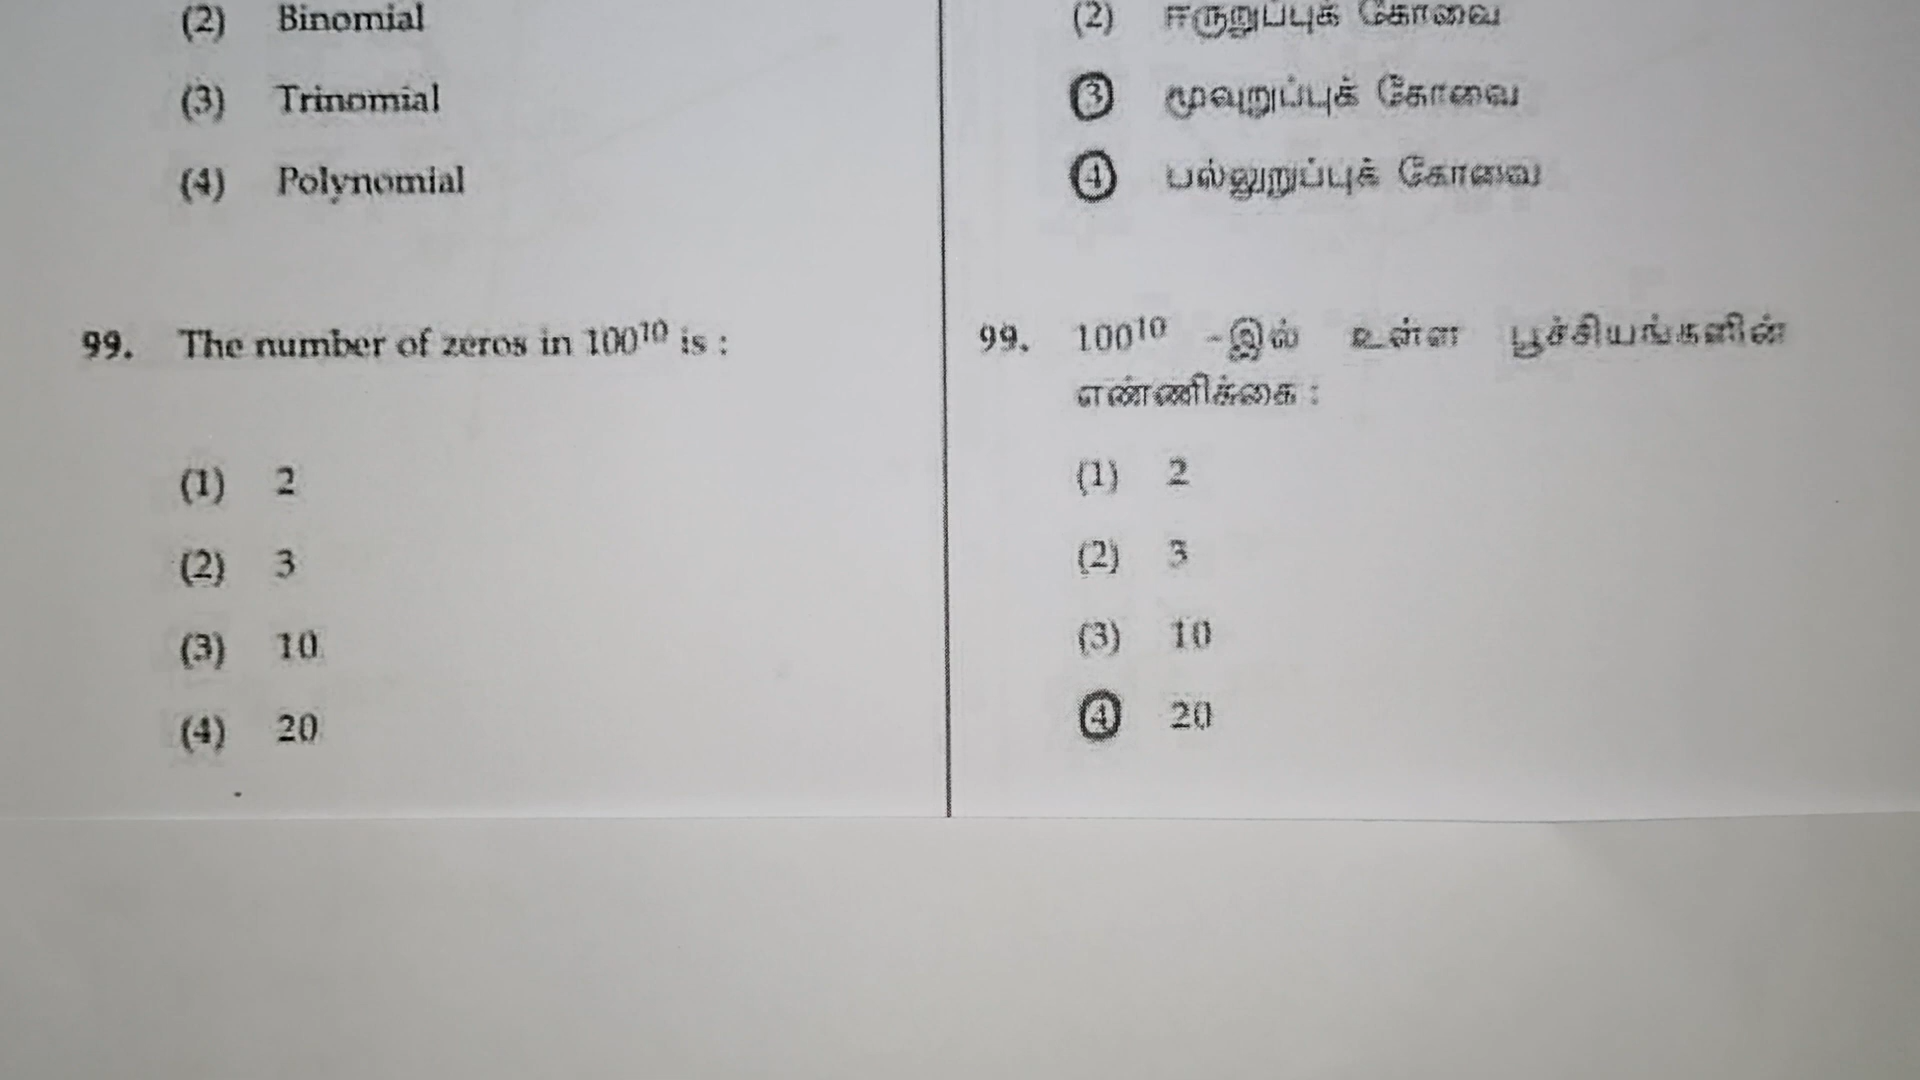 (2) Binomial
(3) Trinomial
(4) Polynomial
99. The number of zeros in 100¹⁰ is :
(1) 2
(2) 3
(3) 10
(4) 20
(2) ஈருறுப்புக் கோவை
(3) மூவுறுப்புக் கோவை
(4) பல்லுறுப்புக் கோவை
99. 100¹⁰ -இல் உள்ள பூச்சியங்களின்
எண்ணிக்கை :
(1) 2
(2) 3
(3) 10
(4) 20